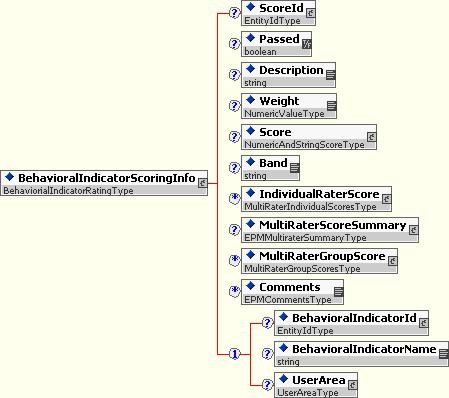 ScoreId
EntityIdType
Passed
boolean
Description
string
Weight
NumericValueType
Score
NumericAndStringScoreType
Band
string
BehavioralIndicatorScoringInfo
BehaviorialIndicatorRatingType
IndividualRaterScore
MultiRaterIndividualScoresType
MultiRaterScoreSummary
EPMMultiraterSummaryType
MultiRaterGroupScore
MultiRaterGroupScoresType
Comments
EPMCommentsType
BehavioralIndicatorId
EntityIdType
1
BehavioralIndicatorName
string
UserArea
UserAreaType